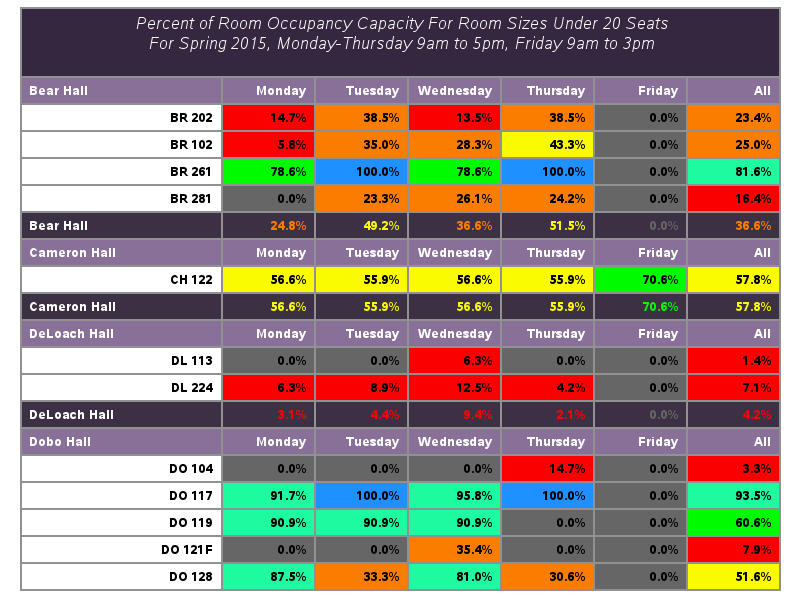 Percent of Room Occupancy Capacity For Room Sizes Under 20 Seats
For Spring 2015, Monday-Thursday 9am to 5pm, Friday 9am to 3pm
Bear Hall Monday Tuesday Wednesday Thursday Friday All
BR 202 14.7% 38.5% 13.5% 38.5% 0.0% 23.4%
BR 102 5.8% 35.0% 28.3% 43.3% 0.0% 25.0%
BR 261 78.6% 100.0% 78.6% 100.0% 0.0% 81.6%
BR 281 0.0% 23.3% 26.1% 24.2% 0.0% 16.4%
Bear Hall 24.8% 49.2% 36.6% 51.5% 0.0% 36.6%
Cameron Hall Monday Tuesday Wednesday Thursday Friday All
CH 122 56.6% 55.9% 56.6% 55.9% 70.6% 57.8%
Cameron Hall 56.6% 55.9% 56.6% 55.9% 70.6% 57.8%
DeLoach Hall Monday Tuesday Wednesday Thursday Friday All
DL 113 0.0% 0.0% 6.3% 0.0% 0.0% 1.4%
DL 224 6.3% 8.9% 12.5% 4.2% 0.0% 7.1%
DeLoach Hall 3.1% 4.4% 9.4% 2.1% 0.0% 4.2%
Dobo Hall Monday Tuesday Wednesday Thursday Friday All
DO 104 0.0% 0.0% 0.0% 14.7% 0.0% 3.3%
DO 117 91.7% 100.0% 95.8% 100.0% 0.0% 93.5%
DO 119 90.9% 90.9% 90.9% 0.0% 0.0% 60.6%
DO 121F 0.0% 0.0% 35.4% 0.0% 0.0% 7.9%
DO 128 87.5% 33.3% 81.0% 30.6% 0.0% 51.6%